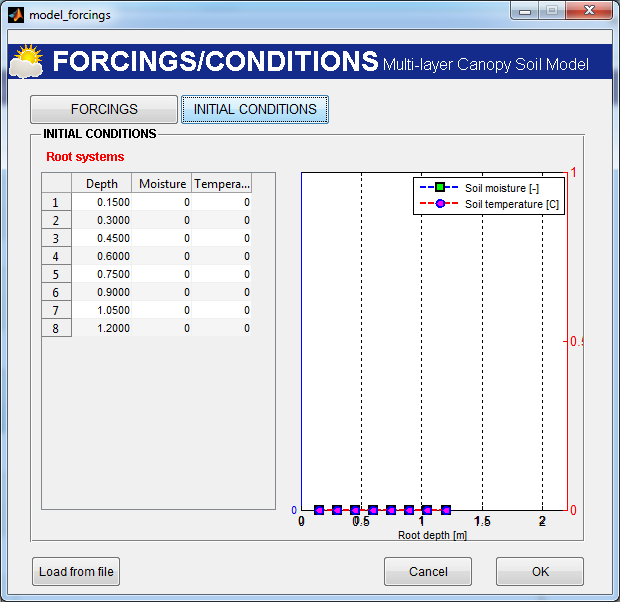 model_forcings
FORCINGS/CONDITIONS Multi-layer Canopy Soil Model
FORCINGS INITIAL CONDITIONS
INITIAL CONDITIONS
Root systems
Depth Moisture Tempera...
1 0.1500 0 0
2 0.3000 0 0
3 0.4500 0 0
4 0.6000 0 0
5 0.7500 0 0
6 0.9000 0 0
7 1.0500 0 0
8 1.2000 0 0
Soil moisture [-]
Soil temperature [C]
1
0.5
0 0
0 0.5 1 1.5 2
Root depth [m]
Load from file Cancel OK